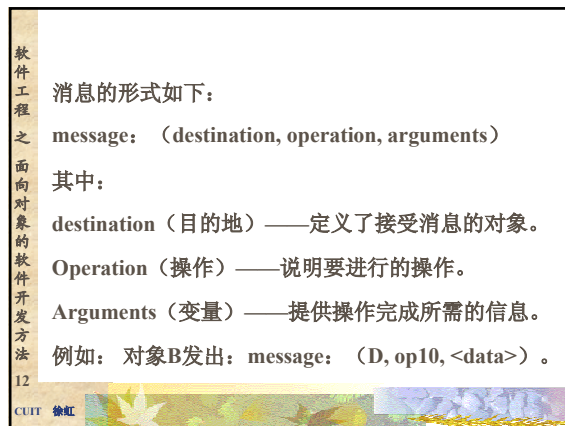 软件工程 之 面向对象的软件开发方法
消息的形式如下：
message：（destination, operation, arguments）
其中：
destination（目的地）——定义了接受消息的对象。
Operation（操作）——说明要进行的操作。
Arguments（变量）——提供操作完成所需的信息。
例如： 对象B发出：message：（D, op10, <data>）。
12
CUIT 徐虹